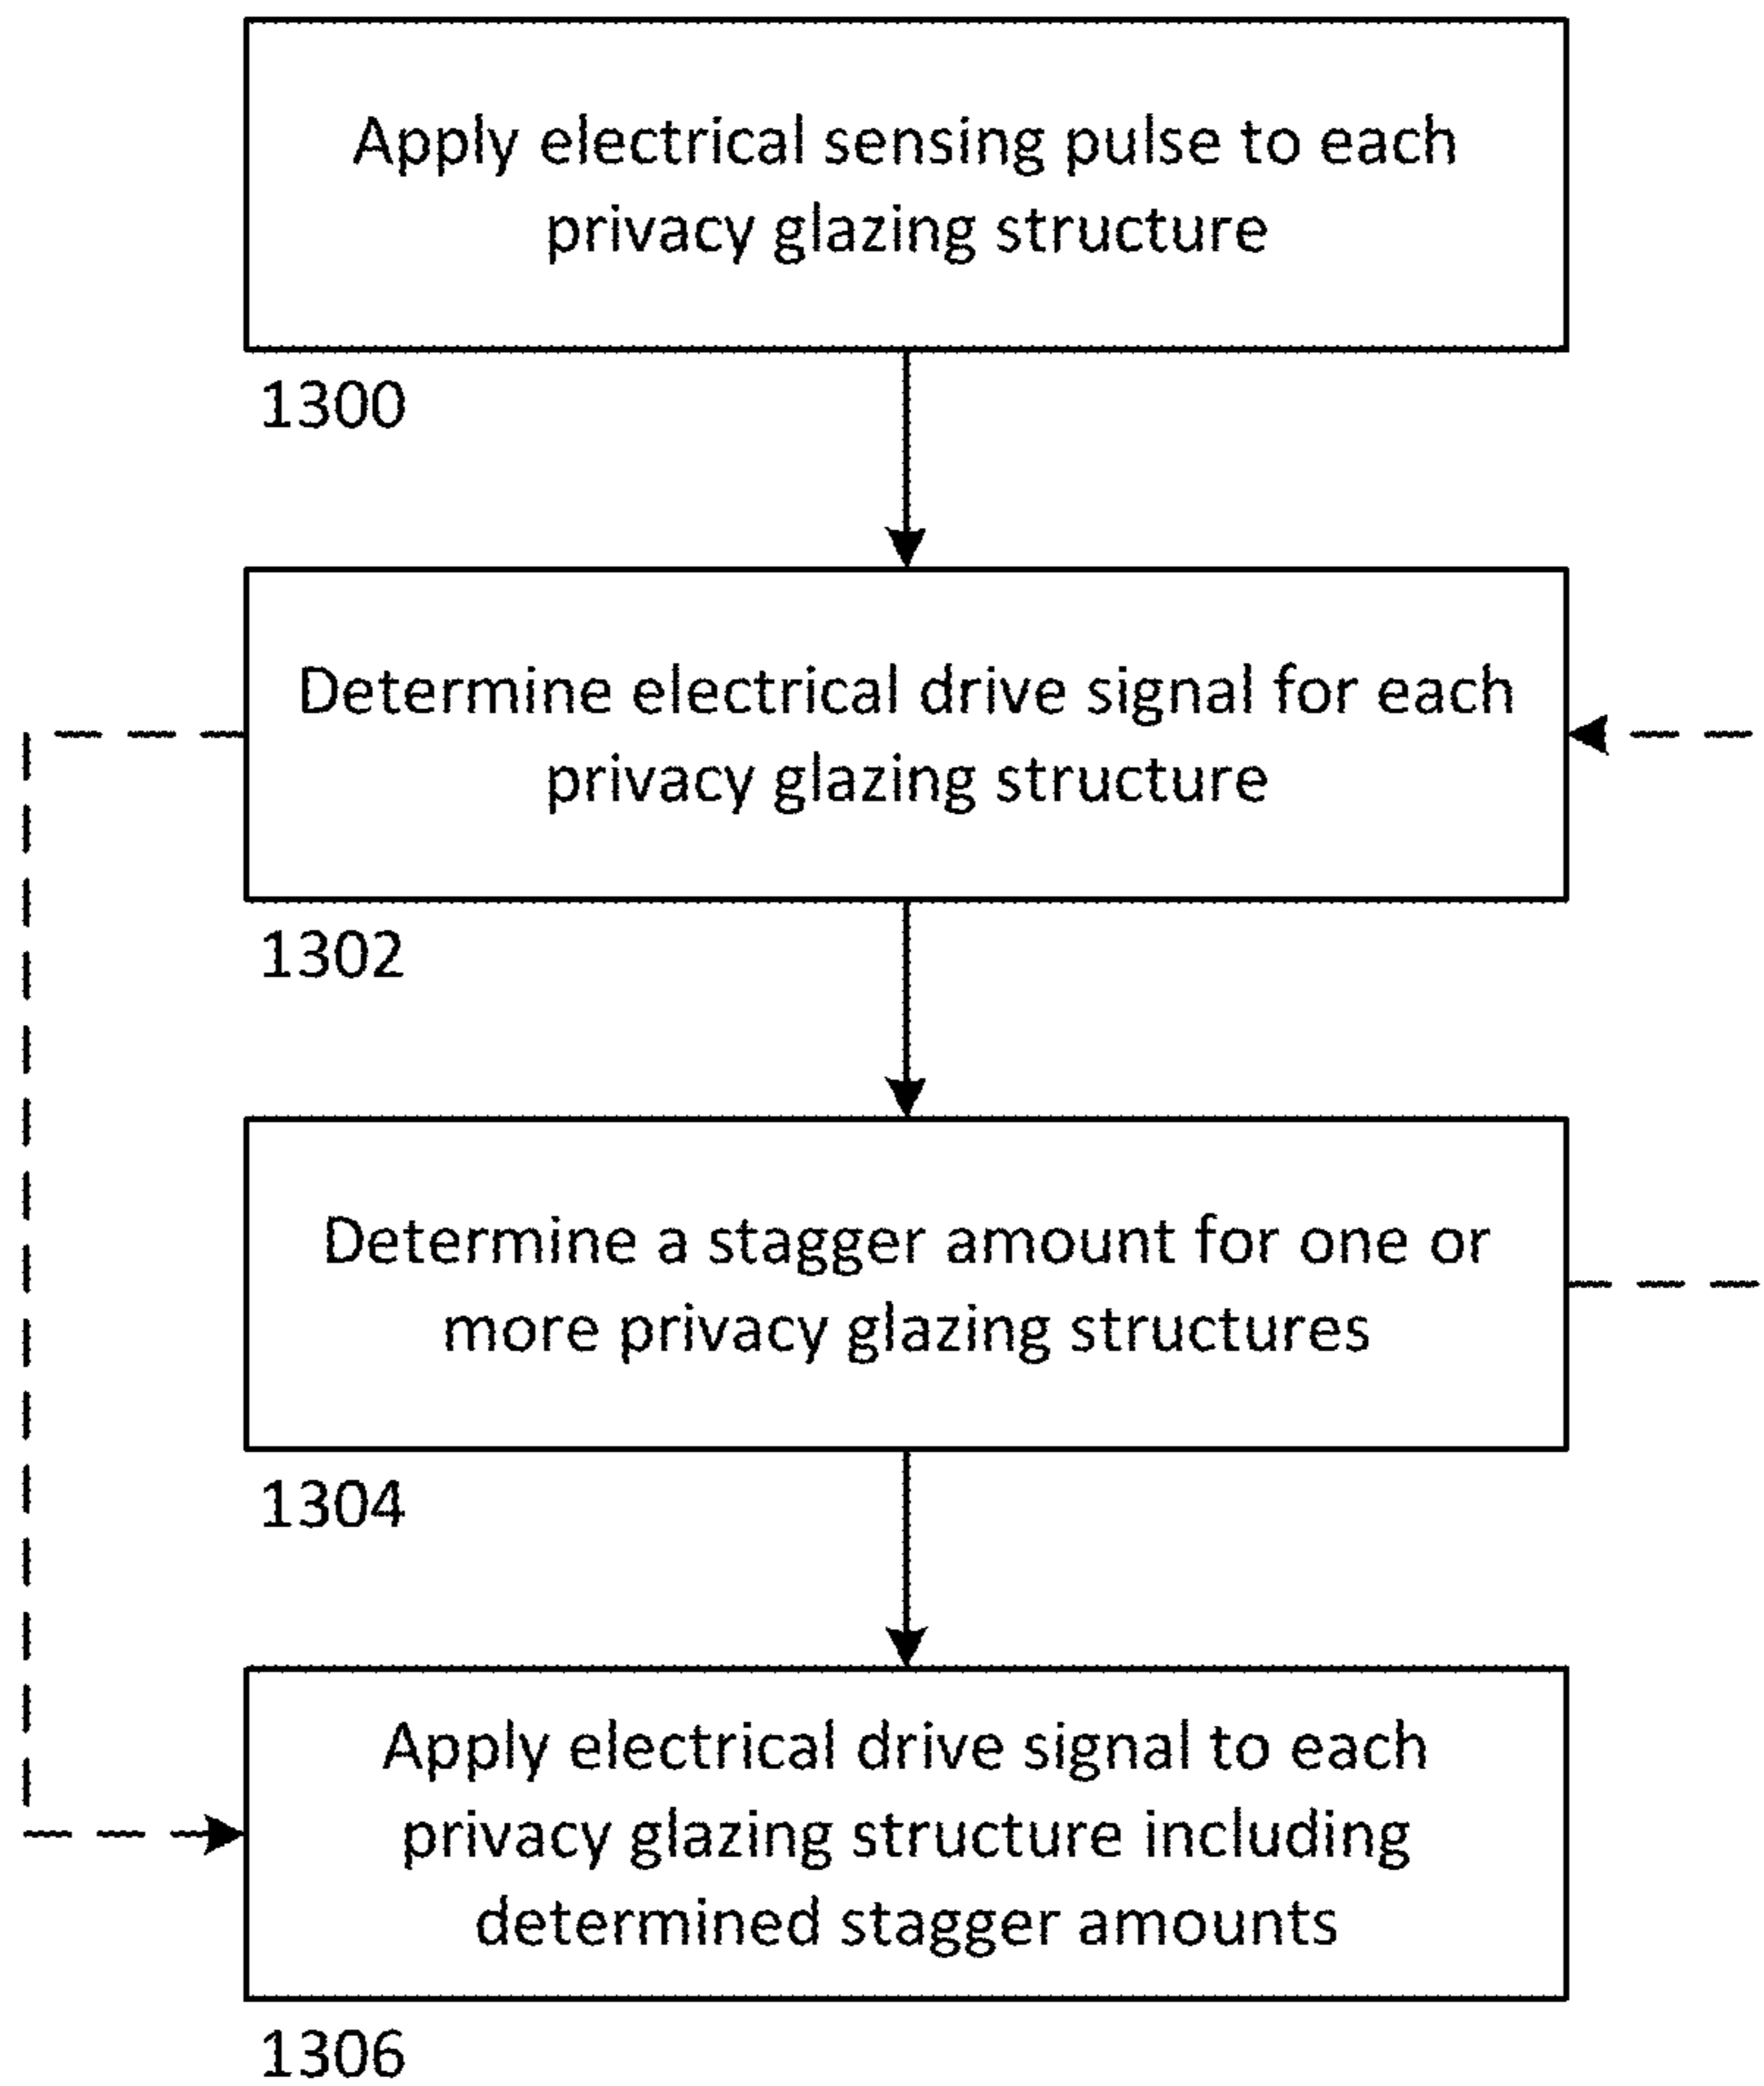 Apply electrical sensing pulse to each
privacy glazing structure
1300
Determine electrical drive signal for each
privacy glazing structure
1302
Determine a stagger amount for one or
more privacy glazing structures
1304
Apply electrical drive signal to each
privacy glazing structure including
determined stagger amounts
1306